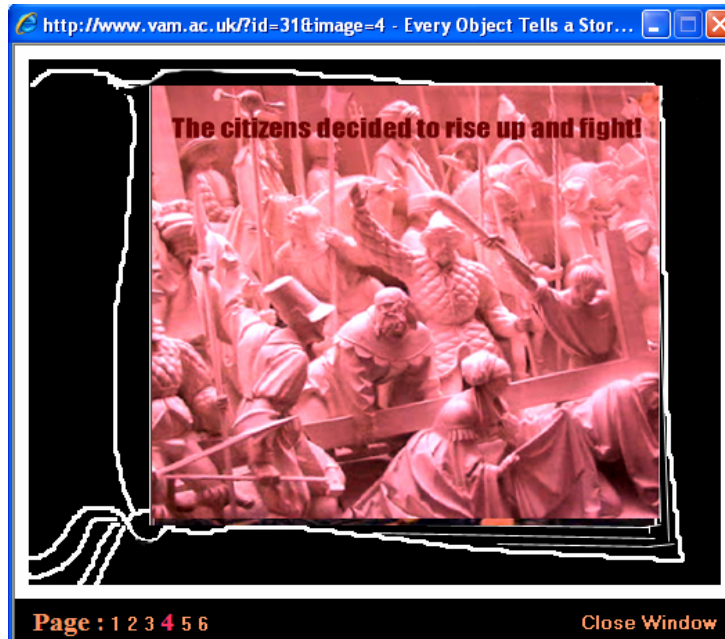 http://www.vam.ac.uk/?id=31&image=4 - Every Object Tells a Stor...
The citizens decided to rise up and fight!
Page : 1 2 3 4 5 6
Close Window